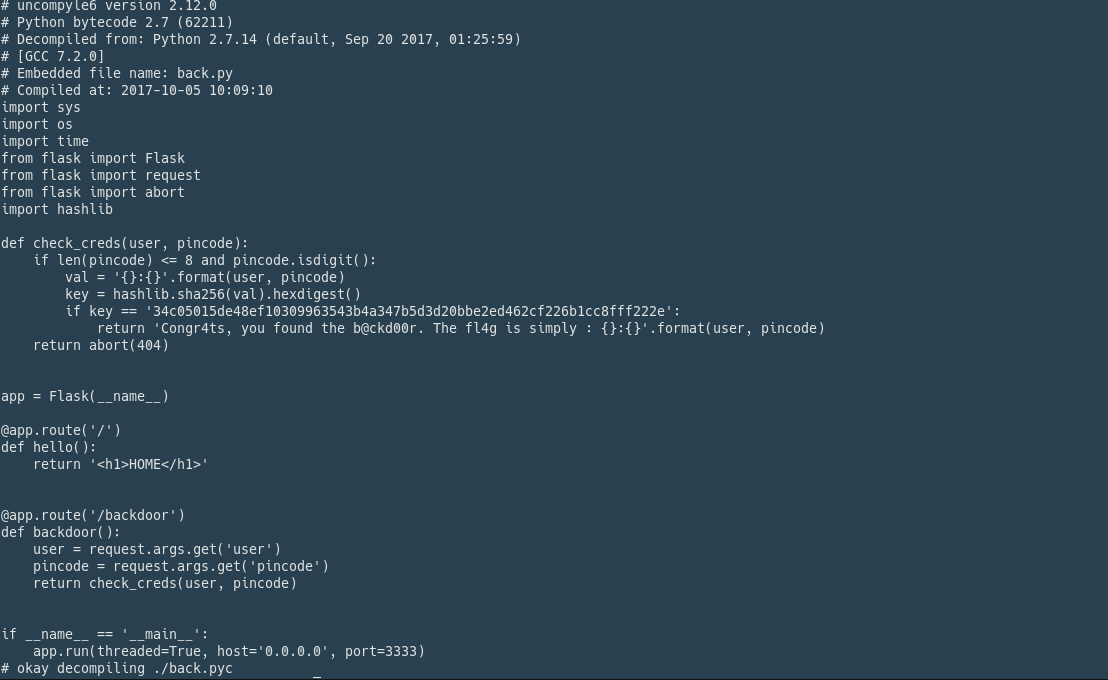 # uncompyle6 version 2.12.0
# Python bytecode 2.7 (62211)
# Decompiled from: Python 2.7.14 (default, Sep 20 2017, 01:25:59)
# [GCC 7.2.0]
# Embedded file name: back.py
# Compiled at: 2017-10-05 10:09:10
import sys
import os
import time
from flask import Flask
from flask import request
from flask import abort
import hashlib

def check_creds(user, pincode):
    if len(pincode) <= 8 and pincode.isdigit():
        val = '{}:{}'.format(user, pincode)
        key = hashlib.sha256(val).hexdigest()
        if key == '34c05015de48ef10309963543b4a347b5d3d20bbe2ed462cf226b1cc8fff222e':
            return 'Congr4ts, you found the b@ckd00r. The fl4g is simply : {}:{}'.format(user, pincode)
    return abort(404)


app = Flask(__name__)

@app.route('/')
def hello():
    return '<h1>HOME</h1>'


@app.route('/backdoor')
def backdoor():
    user = request.args.get('user')
    pincode = request.args.get('pincode')
    return check_creds(user, pincode)


if __name__ == '__main__':
    app.run(threaded=True, host='0.0.0.0', port=3333)
# okay decompiling ./back.pyc